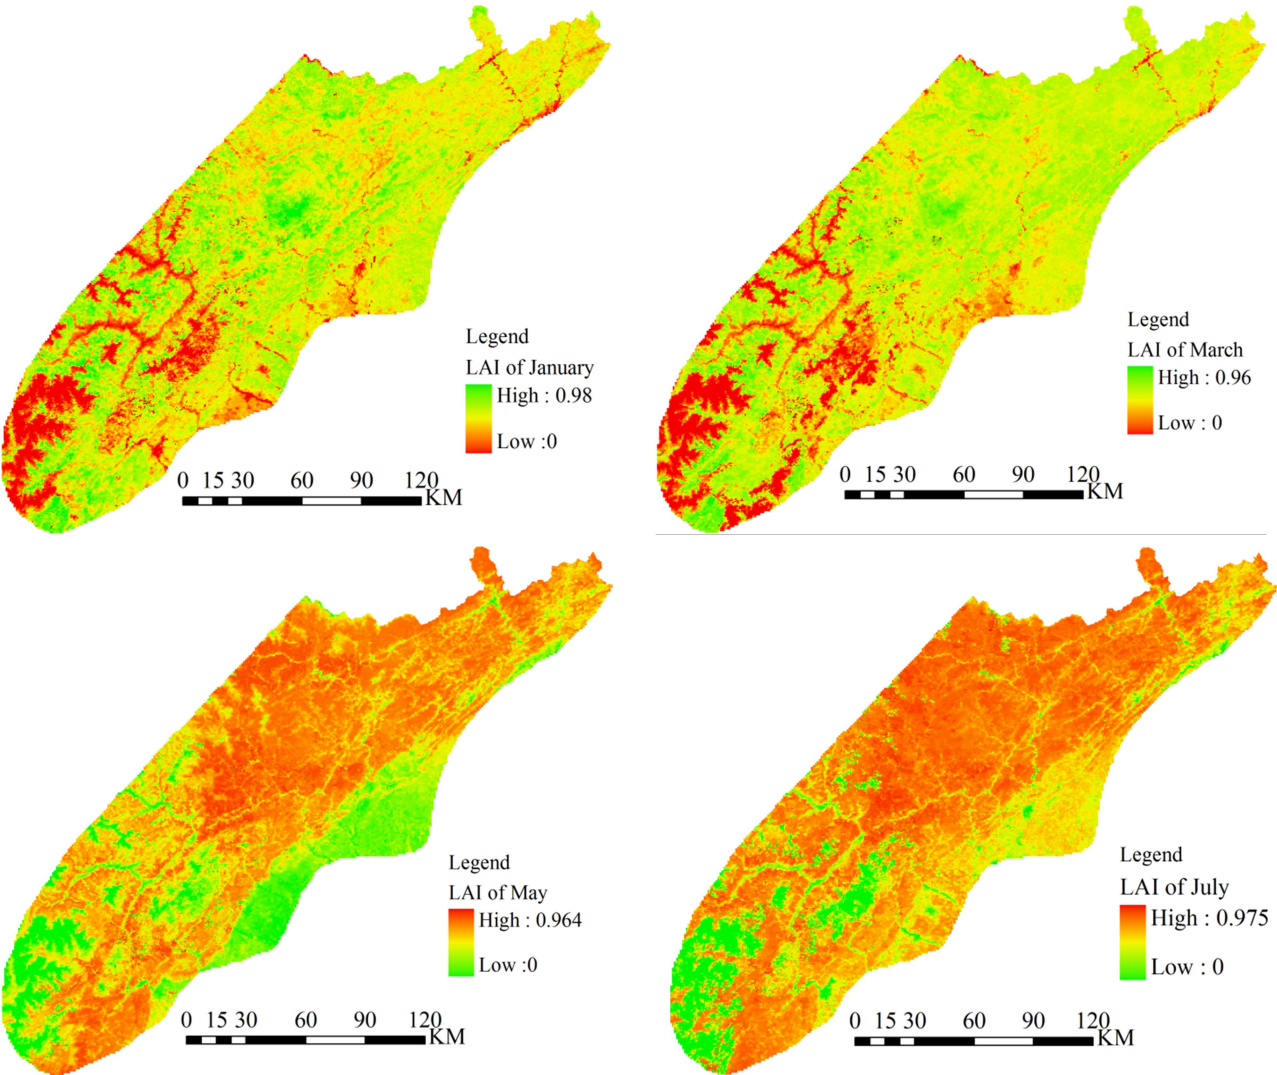 Legend
LAI of January
High : 0.98
Low :0
0 15 30 60 90 120
KM
Legend
LAI of March
High : 0.96
Low : 0
0 15 30 60 90 120
KM
Legend
LAI of May
High : 0.964
Low :0
0 15 30 60 90 120
KM
Legend
LAI of July
High : 0.975
Low : 0
0 15 30 60 90 120
KM